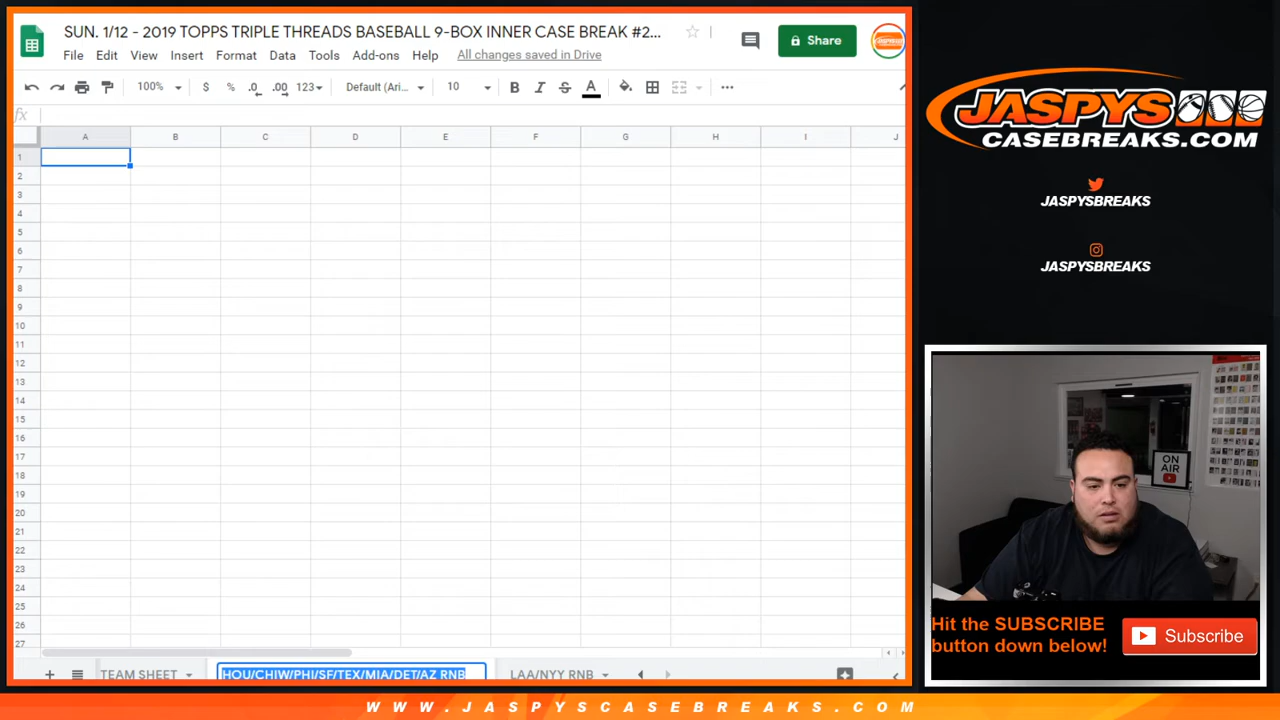 SUN. 1/12 - 2019 TOPPS TRIPLE THREADS BASEBALL 9-BOX INNER CASE BREAK #2...
Share
File Edit View Insert Format Data Tools Add-ons Help All changes saved in Drive
100% $ % .0 .00 123 Default (Ari... 10 B I S A
fx
A B C D E F G H I J
1
2
3
4
5
6
7
8
9
10
11
12
13
14
15
16
17
18
19
20
21
22
23
24
25
26
27
TEAM SHEET HOU/CHIW/PHI/SF/TEX/MIA/DET/AZ RNB LAA/NYY RNB
JASPYS
CASEBREAKS.COM
JASPYSBREAKS
JASPYSBREAKS
ON
AIR
Hit the SUBSCRIBE
button down below!
Subscribe
WWW.JASPYSCASEBREAKS.COM